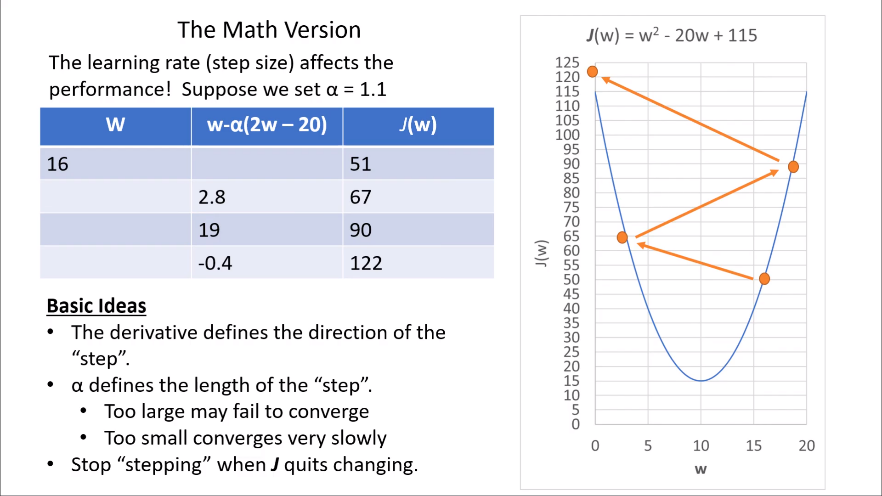 The Math Version
The learning rate (step size) affects the
performance!  Suppose we set α = 1.1
W w-α(2w – 20) J(w)
16 51
2.8 67
19 90
-0.4 122
Basic Ideas
• The derivative defines the direction of the
“step”.
• α defines the length of the “step”.
• Too large may fail to converge
• Too small converges very slowly
• Stop “stepping” when J quits changing.
J(w) = w² - 20w + 115
125
120
115
110
105
100
95
90
85
80
75
70
65
60
55
50
45
40
35
30
25
20
15
10
5
0
J(w)
0 5 10 15 20
w